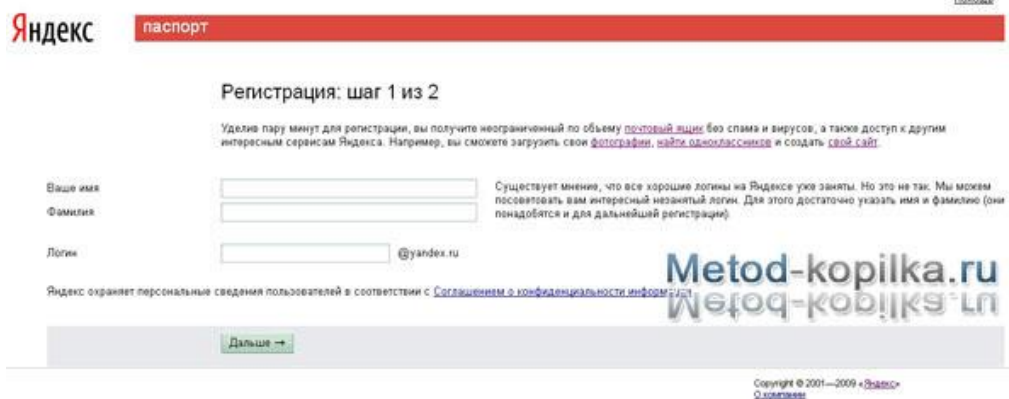 Яндекс
паспорт
Регистрация: шаг 1 из 2
Уделив пару минут для регистрации, вы получите неограниченный по объему почтовый ящик без спама и вирусов, а также доступ к другим
интересным сервисам Яндекса. Например, вы сможете загрузить свои фотографии, найти одноклассников и создать свой сайт.
Ваше имя
Фамилия
Существует мнение, что все хорошие логины на Яндексе уже заняты. Но это не так. Мы можем
посоветовать вам интересный незанятый логин. Для этого достаточно указать имя и фамилию (они
понадобятся и для дальнейшей регистрации)
Логин
@yandex.ru
Metod-kopilka.ru
Яндекс охраняет персональные сведения пользователей в соответствии с Соглашением о конфиденциальности
Дальше →
Copyright © 2001—2009 «Яндекс»
О компании